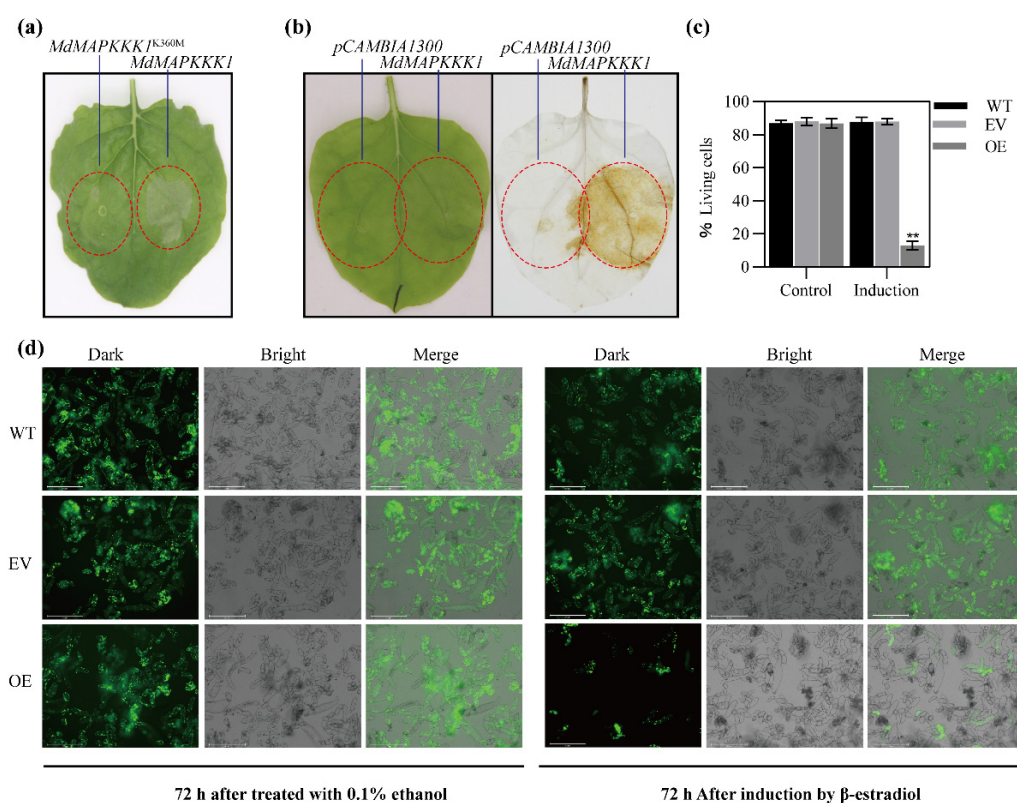 (a)
MdMAPKKK1K360M
MdMAPKKK1
(b)
pCAMBIA1300
MdMAPKKK1
pCAMBIA1300
MdMAPKKK1
(c)
100
80
60
40
20
0
% Living cells
**
Control
Induction
WT
EV
OE
(d)
Dark
Bright
Merge
Dark
Bright
Merge
WT
EV
OE
72 h after treated with 0.1% ethanol
72 h After induction by β-estradiol